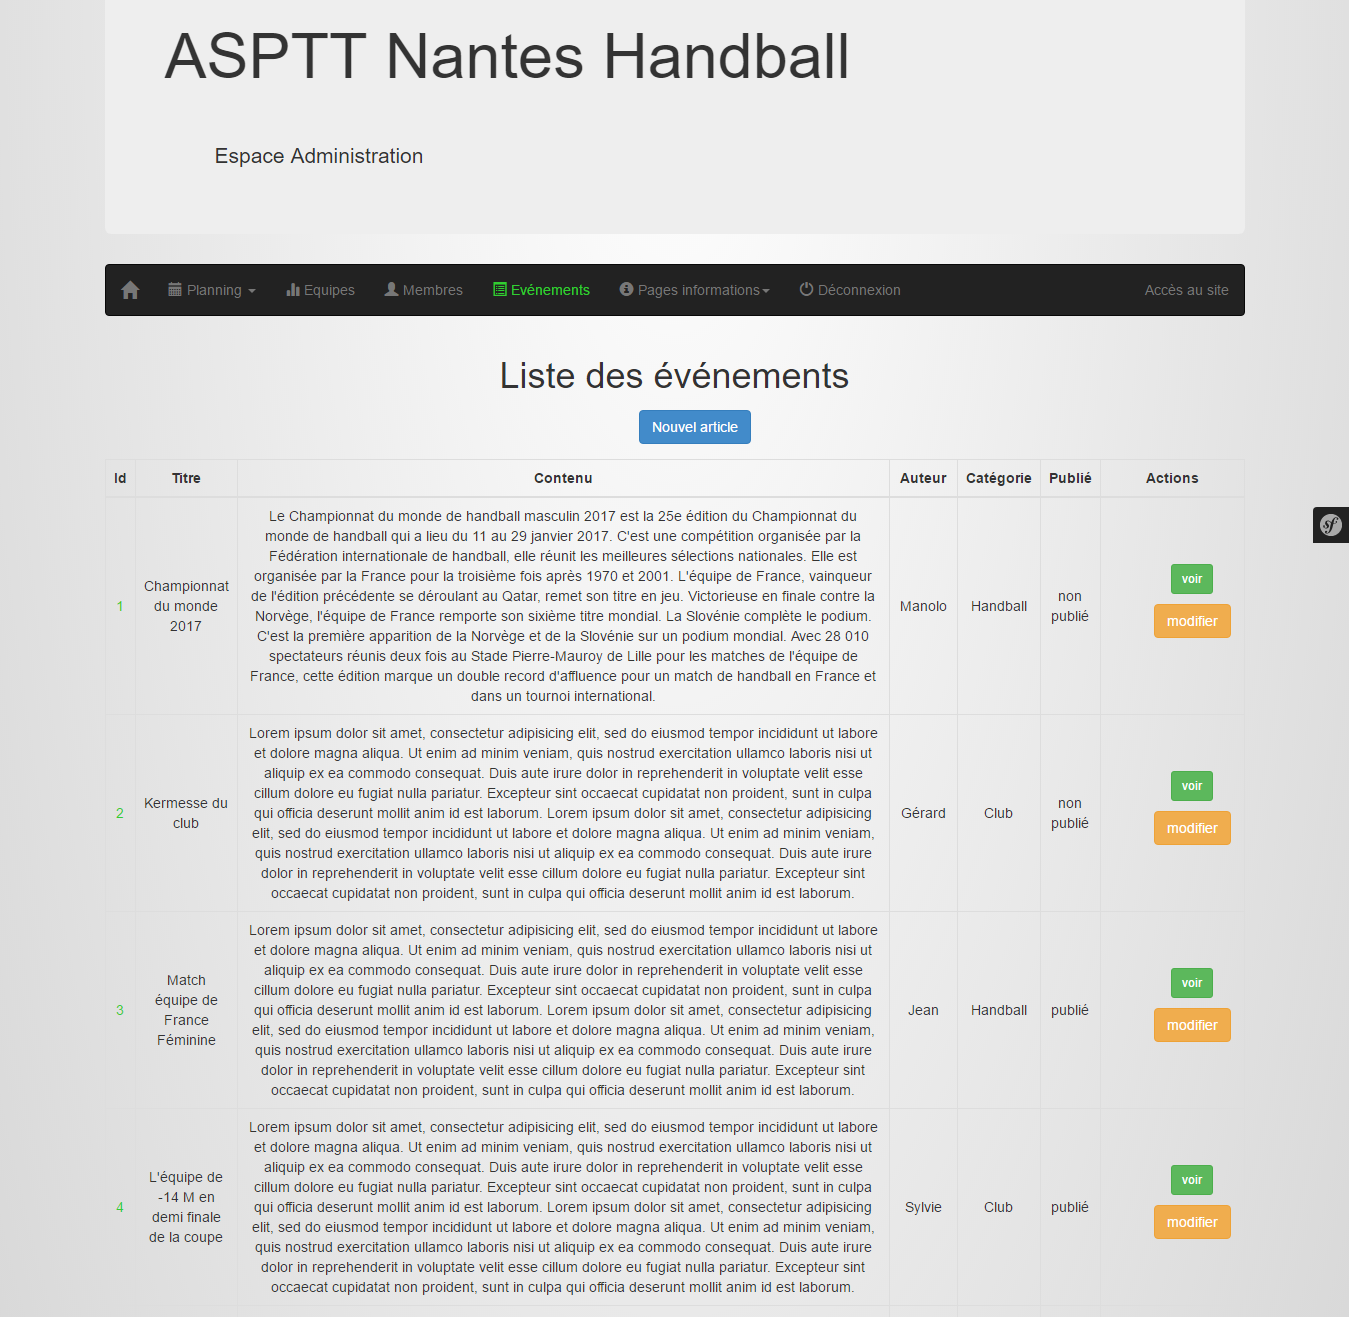 ASPTT Nantes Handball
Espace Administration
Planning
Equipes
Membres
Evénements
Pages informations
Déconnexion
Accès au site
Liste des événements
Nouvel article
Id
Titre
Contenu
Auteur
Catégorie
Publié
Actions
1
Championnat
du monde
2017
Le Championnat du monde de handball masculin 2017 est la 25e édition du Championnat du
monde de handball qui a lieu du 11 au 29 janvier 2017. C'est une compétition organisée par la
Fédération internationale de handball, elle réunit les meilleures sélections nationales. Elle est
organisée par la France pour la troisième fois après 1970 et 2001. L'équipe de France, vainqueur
de l'édition précédente se déroulant au Qatar, remet son titre en jeu. Victorieuse en finale contre la
Norvège, l'équipe de France remporte son sixième titre mondial. La Slovénie complète le podium.
C'est la première apparition de la Norvège et de la Slovénie sur un podium mondial. Avec 28 010
spectateurs réunis deux fois au Stade Pierre-Mauroy de Lille pour les matches de l'équipe de
France, cette édition marque un double record d'affluence pour un match de handball en France et
dans un tournoi international.
Manolo
Handball
non
publié
voir
modifier
2
Kermesse du
club
Lorem ipsum dolor sit amet, consectetur adipisicing elit, sed do eiusmod tempor incididunt ut labore
et dolore magna aliqua. Ut enim ad minim veniam, quis nostrud exercitation ullamco laboris nisi ut
aliquip ex ea commodo consequat. Duis aute irure dolor in reprehenderit in voluptate velit esse
cillum dolore eu fugiat nulla pariatur. Excepteur sint occaecat cupidatat non proident, sunt in culpa
qui officia deserunt mollit anim id est laborum. Lorem ipsum dolor sit amet, consectetur adipisicing
elit, sed do eiusmod tempor incididunt ut labore et dolore magna aliqua. Ut enim ad minim veniam,
quis nostrud exercitation ullamco laboris nisi ut aliquip ex ea commodo consequat. Duis aute irure
dolor in reprehenderit in voluptate velit esse cillum dolore eu fugiat nulla pariatur. Excepteur sint
occaecat cupidatat non proident, sunt in culpa qui officia deserunt mollit anim id est laborum.
Gérard
Club
non
publié
voir
modifier
3
Match
équipe de
France
Féminine
Lorem ipsum dolor sit amet, consectetur adipisicing elit, sed do eiusmod tempor incididunt ut labore
et dolore magna aliqua. Ut enim ad minim veniam, quis nostrud exercitation ullamco laboris nisi ut
aliquip ex ea commodo consequat. Duis aute irure dolor in reprehenderit in voluptate velit esse
cillum dolore eu fugiat nulla pariatur. Excepteur sint occaecat cupidatat non proident, sunt in culpa
qui officia deserunt mollit anim id est laborum. Lorem ipsum dolor sit amet, consectetur adipisicing
elit, sed do eiusmod tempor incididunt ut labore et dolore magna aliqua. Ut enim ad minim veniam,
quis nostrud exercitation ullamco laboris nisi ut aliquip ex ea commodo consequat. Duis aute irure
dolor in reprehenderit in voluptate velit esse cillum dolore eu fugiat nulla pariatur. Excepteur sint
occaecat cupidatat non proident, sunt in culpa qui officia deserunt mollit anim id est laborum.
Jean
Handball
publié
voir
modifier
4
L'équipe de
-14 M en
demi finale
de la coupe
Lorem ipsum dolor sit amet, consectetur adipisicing elit, sed do eiusmod tempor incididunt ut labore
et dolore magna aliqua. Ut enim ad minim veniam, quis nostrud exercitation ullamco laboris nisi ut
aliquip ex ea commodo consequat. Duis aute irure dolor in reprehenderit in voluptate velit esse
cillum dolore eu fugiat nulla pariatur. Excepteur sint occaecat cupidatat non proident, sunt in culpa
qui officia deserunt mollit anim id est laborum. Lorem ipsum dolor sit amet, consectetur adipisicing
elit, sed do eiusmod tempor incididunt ut labore et dolore magna aliqua. Ut enim ad minim veniam,
quis nostrud exercitation ullamco laboris nisi ut aliquip ex ea commodo consequat. Duis aute irure
dolor in reprehenderit in voluptate velit esse cillum dolore eu fugiat nulla pariatur. Excepteur sint
occaecat cupidatat non proident, sunt in culpa qui officia deserunt mollit anim id est laborum.
Sylvie
Club
publié
voir
modifier
sf